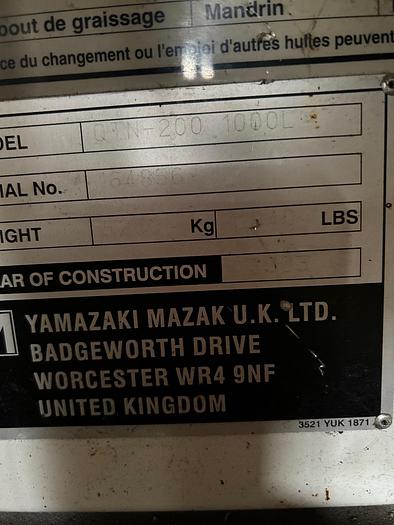 bout de graissage Mandrin
ce du changement ou l'emploi d'autres huiles peuvent
DEL QTN-200 1000L
IAL No.
IGHT Kg LBS
AR OF CONSTRUCTION
M YAMAZAKI MAZAK U.K. LTD.
BADGEWORTH DRIVE
WORCESTER WR4 9NF
UNITED KINGDOM
3521 YUK 1871